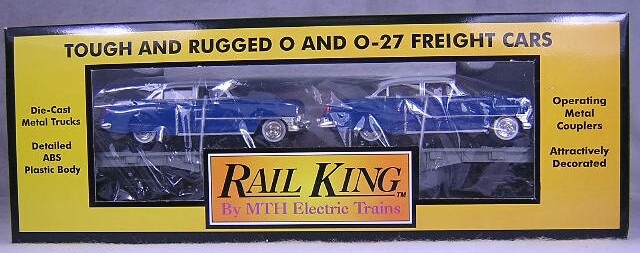 TOUGH AND RUGGED O AND O-27 FREIGHT CARS
Die-Cast
Metal Trucks
Detailed
ABS
Plastic Body
Operating
Metal
Couplers
Attractively
Decorated
RAIL KING TM
By MTH Electric Trains